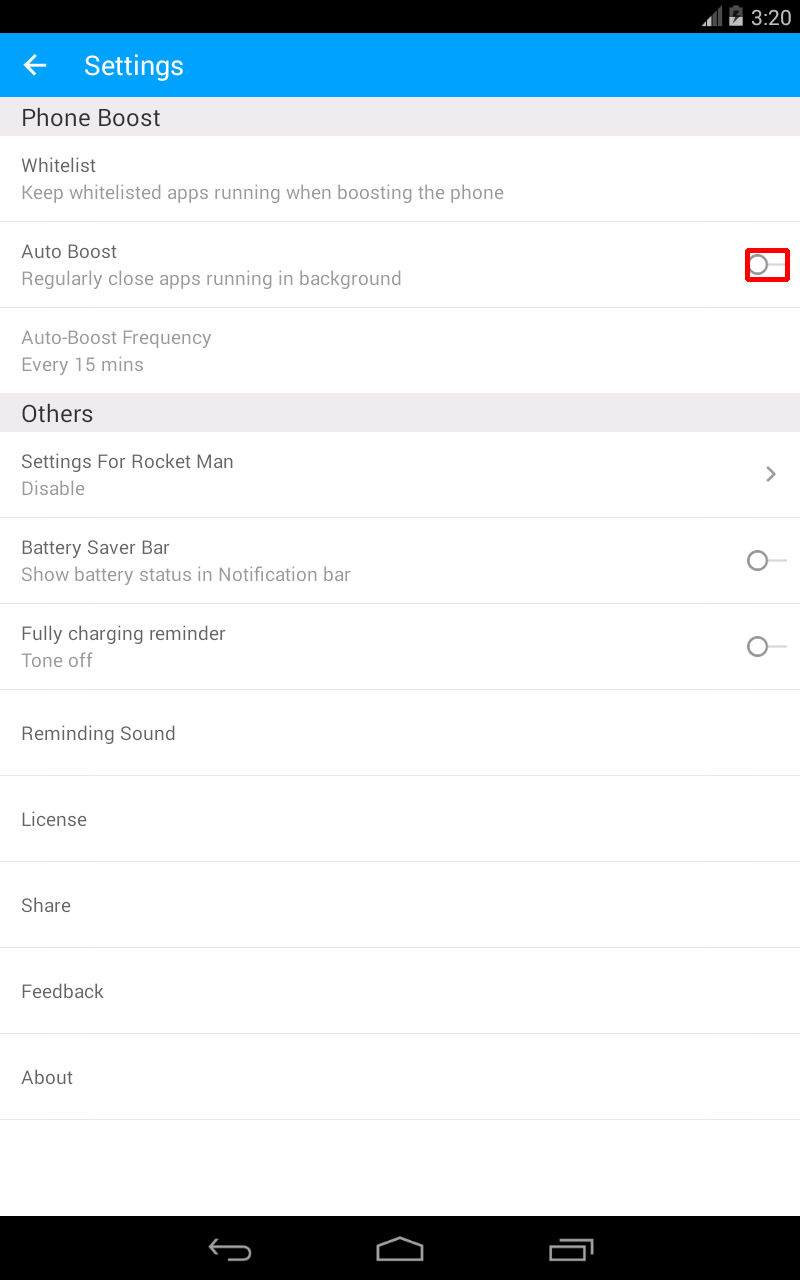 3:20
Settings
Phone Boost
Whitelist
Keep whitelisted apps running when boosting the phone
Auto Boost
Regularly close apps running in background
Auto-Boost Frequency
Every 15 mins
Others
Settings For Rocket Man
Disable
Battery Saver Bar
Show battery status in Notification bar
Fully charging reminder
Tone off
Reminding Sound
License
Share
Feedback
About